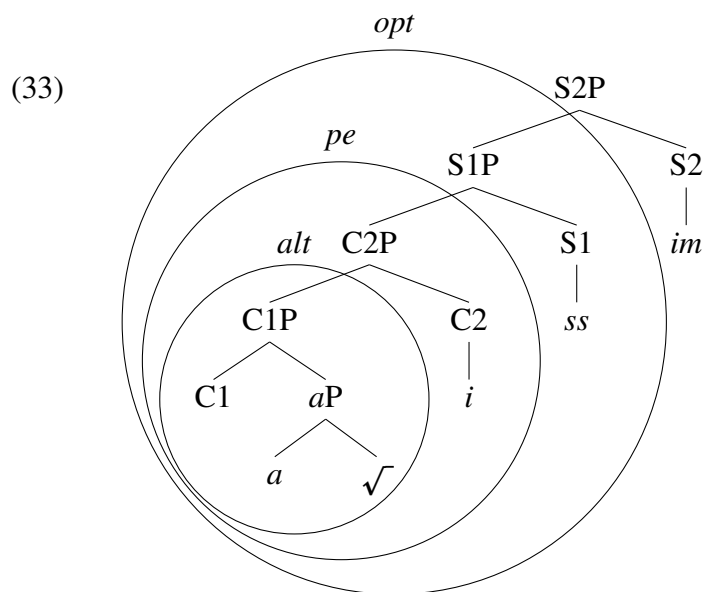 opt
(33)
S2P
pe
S1P
S2
alt
C2P
S1
im
C1P
C2
ss
C1
aP
i
a
√